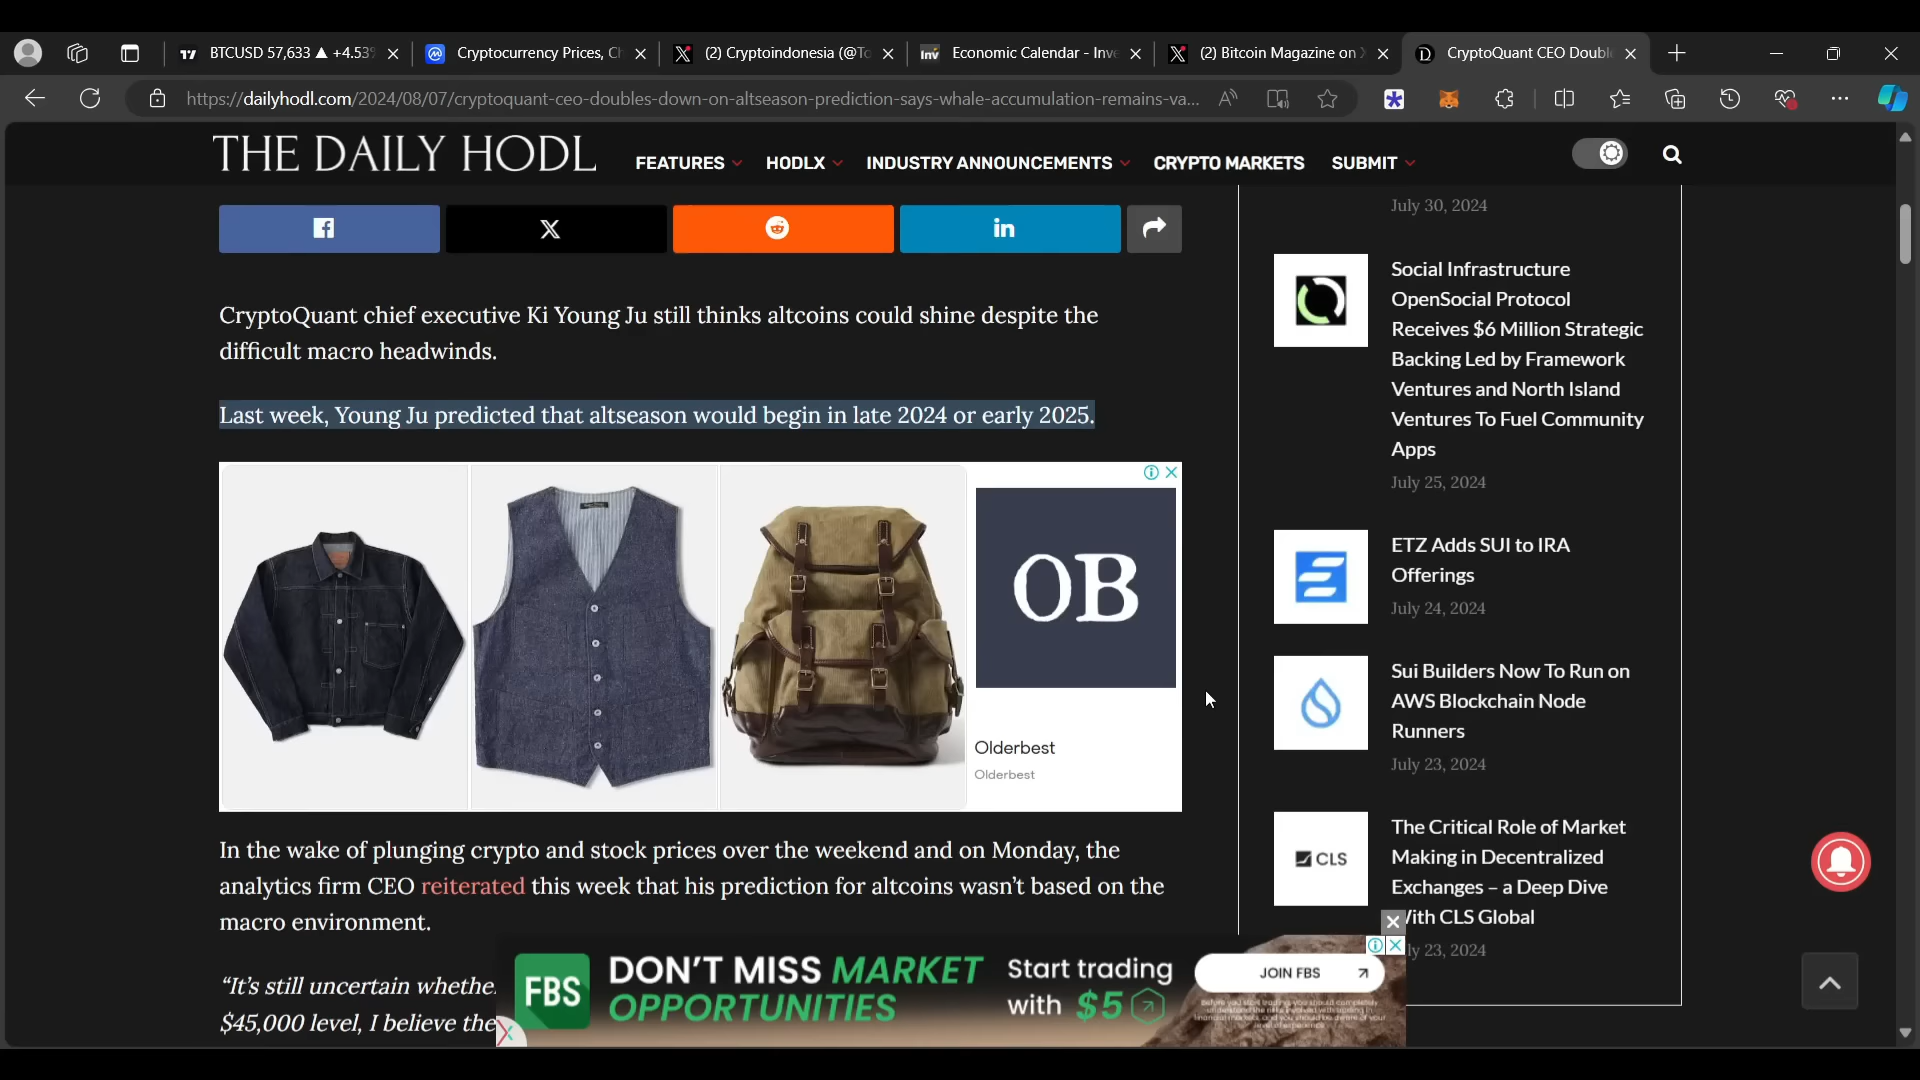 BTCUSD 57,633 ▲ +4.53%
Cryptocurrency Prices, Ch
(2) Cryptoindonesia (@To
Inv
Economic Calendar - Inve
(2) Bitcoin Magazine on X
CryptoQuant CEO Double
https://dailyhodl.com/2024/08/07/cryptoquant-ceo-doubles-down-on-altseason-prediction-says-whale-accumulation-remains-va...
THE DAILY HODL
FEATURES
HODLX
INDUSTRY ANNOUNCEMENTS
CRYPTO MARKETS
SUBMIT
CryptoQuant chief executive Ki Young Ju still thinks altcoins could shine despite the
difficult macro headwinds.
Last week, Young Ju predicted that altseason would begin in late 2024 or early 2025.
OB
Olderbest
Olderbest
In the wake of plunging crypto and stock prices over the weekend and on Monday, the
analytics firm CEO reiterated this week that his prediction for altcoins wasn't based on the
macro environment.
“It's still uncertain whether
$45,000 level, I believe the
July 30, 2024
Social Infrastructure
OpenSocial Protocol
Receives $6 Million Strategic
Backing Led by Framework
Ventures and North Island
Ventures To Fuel Community
Apps
July 25, 2024
ETZ Adds SUI to IRA
Offerings
July 24, 2024
Sui Builders Now To Run on
AWS Blockchain Node
Runners
July 23, 2024
CLS
The Critical Role of Market
Making in Decentralized
Exchanges – a Deep Dive
With CLS Global
July 23, 2024
FBS
DON'T MISS MARKET
OPPORTUNITIES
Start trading
with $5
JOIN FBS